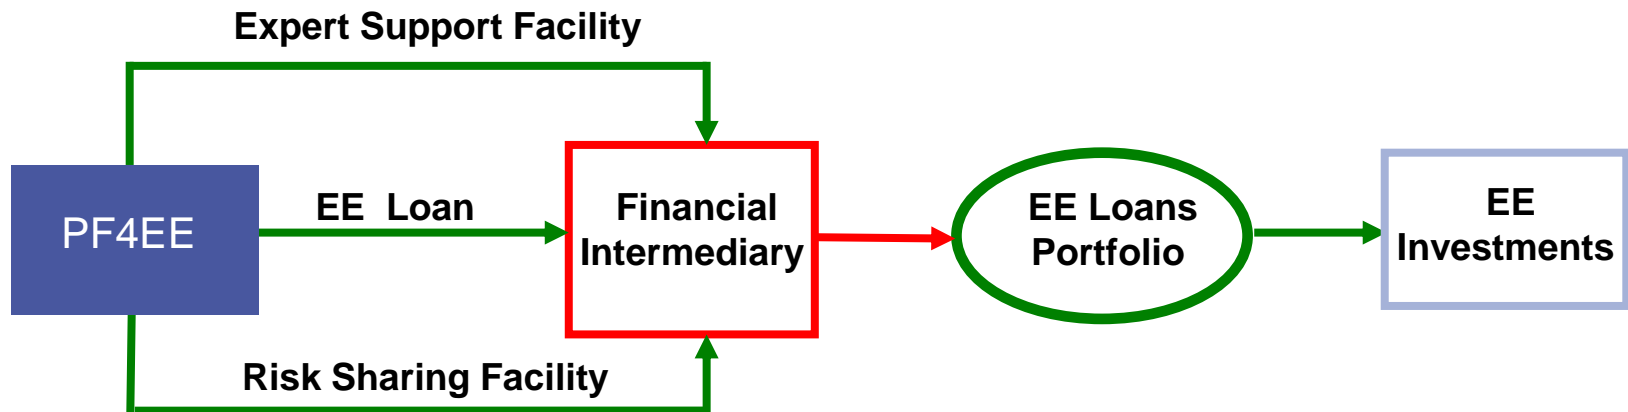 Expert Support Facility
PF4EE
EE Loan
Risk Sharing Facility
Financial
Intermediary
EE Loans
Portfolio
EE
Investments